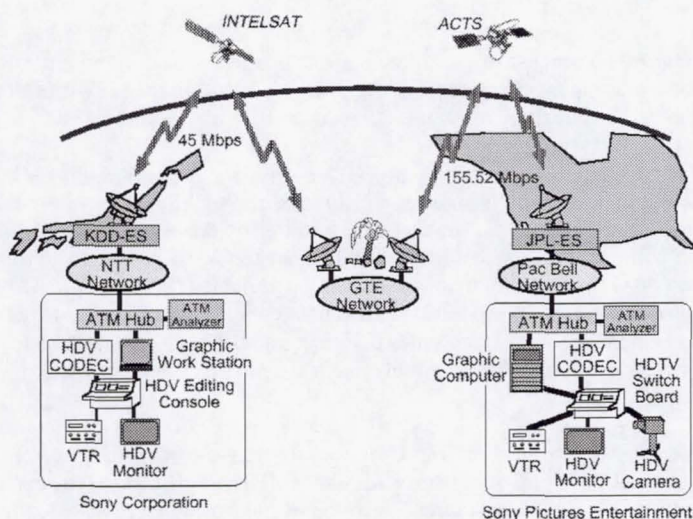 INTELSAT
ACTS
45 Mbps
155.52 Mbps
KDD-ES
JPL-ES
NTT
Network
GTE
Network
Pac Bell
Network
ATM Hub
ATM
Analyzer
HDV
CODEC
Graphic
Work Station
HDV Editing
Console
VTR
HDV
Monitor
Sony Corporation
ATM Hub
ATM
Analyzer
Graphic
Computer
HDV
CODEC
HDTV
Switch
Board
VTR
HDV
Monitor
HDV
Camera
Sony Pictures Entertainment